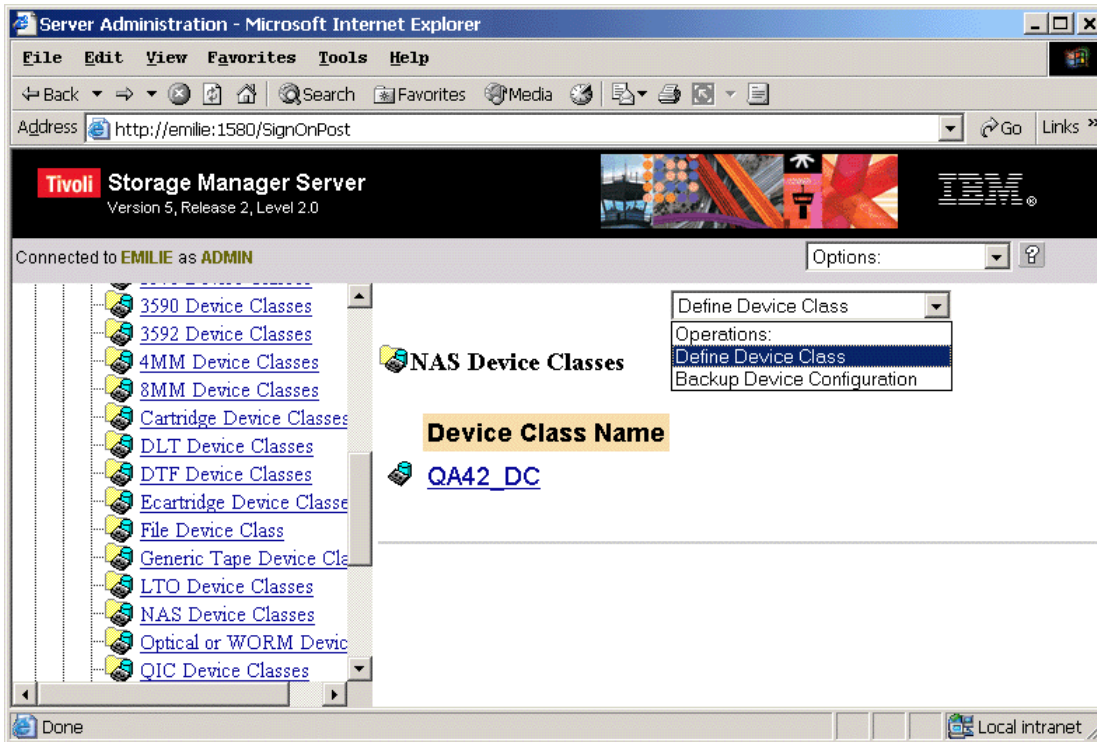 Server Administration - Microsoft Internet Explorer
File Edit View Favorites Tools Help
Back Search Favorites Media
Address http://emilie:1580/SignOnPost Go Links »
Tivoli Storage Manager Server
Version 5, Release 2, Level 2.0
IBM®
Connected to EMILIE as ADMIN
Options: ?
3590 Device Classes
3592 Device Classes
4MM Device Classes
8MM Device Classes
Cartridge Device Classes
DLT Device Classes
DTF Device Classes
Ecartridge Device Classe
File Device Class
Generic Tape Device Cla
LTO Device Classes
NAS Device Classes
Optical or WORM Devic
QIC Device Classes
Define Device Class
Operations:
Define Device Class
Backup Device Configuration
NAS Device Classes
Device Class Name
QA42_DC
Done
Local intranet